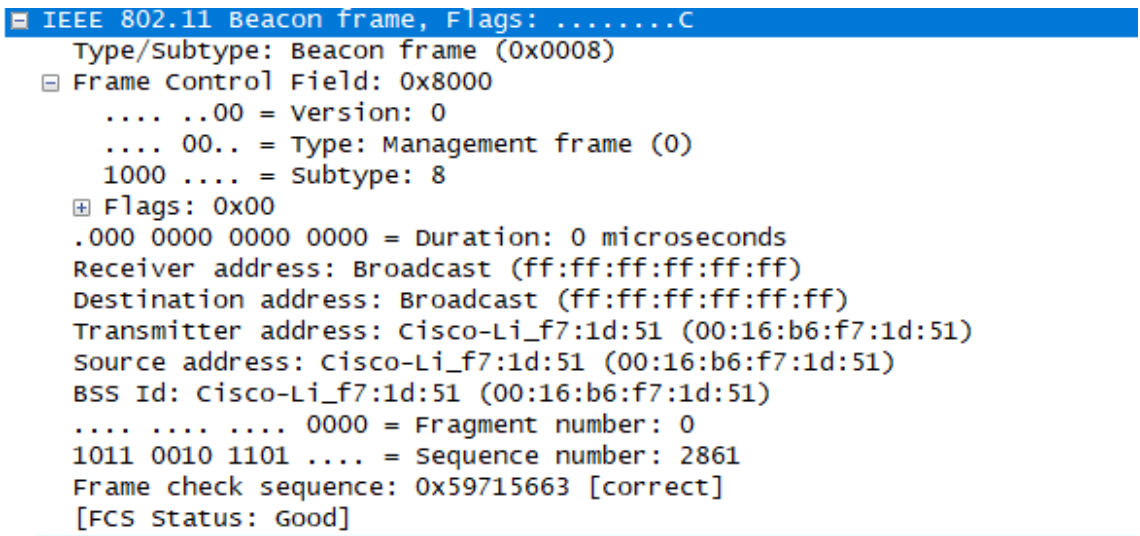 IEEE 802.11 Beacon frame, Flags: ........C
Type/Subtype: Beacon frame (0x0008)
Frame Control Field: 0x8000
.... ..00 = Version: 0
.... 00.. = Type: Management frame (0)
1000 .... = Subtype: 8
Flags: 0x00
.000 0000 0000 0000 = Duration: 0 microseconds
Receiver address: Broadcast (ff:ff:ff:ff:ff:ff)
Destination address: Broadcast (ff:ff:ff:ff:ff:ff)
Transmitter address: Cisco-Li_f7:1d:51 (00:16:b6:f7:1d:51)
Source address: Cisco-Li_f7:1d:51 (00:16:b6:f7:1d:51)
BSS Id: Cisco-Li_f7:1d:51 (00:16:b6:f7:1d:51)
.... .... .... 0000 = Fragment number: 0
1011 0010 1101 .... = Sequence number: 2861
Frame check sequence: 0x59715663 [correct]
[FCS Status: Good]